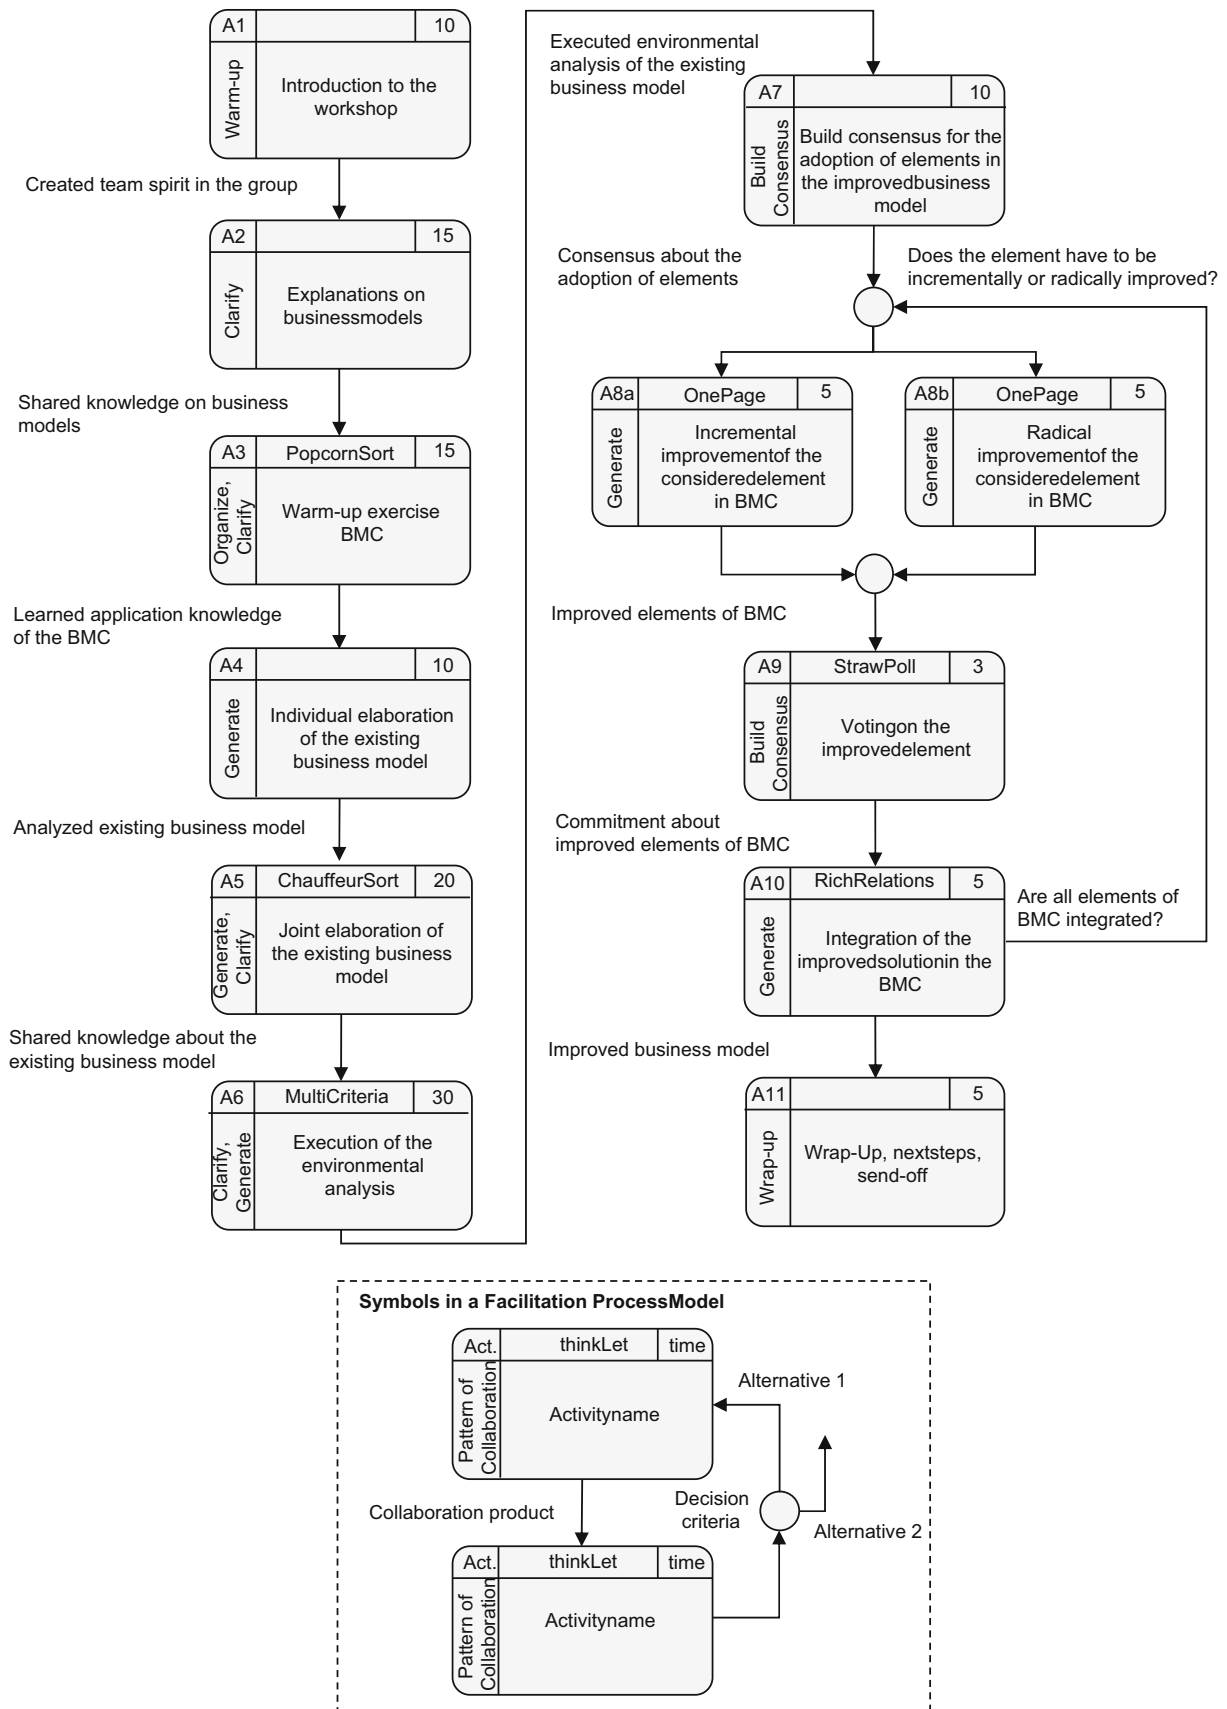 A1
10
Warm-up
Introduction to the
workshop
Created team spirit in the group
A2
15
Clarify
Explanations on
businessmodels
Shared knowledge on business
models
A3
PopcornSort
15
Organize,
Clarify
Warm-up exercise
BMC
Learned application knowledge
of the BMC
A4
10
Generate
Individual elaboration
of the existing
business model
Analyzed existing business model
A5
ChauffeurSort
20
Generate,
Clarify
Joint elaboration of
the existing business
model
Shared knowledge about the
existing business model
A6
MultiCriteria
30
Clarify,
Generate
Execution of the
environmental
analysis
Executed environmental
analysis of the existing
business model
A7
10
Build
Consensus
Build consensus for the
adoption of elements in
the improvedbusiness
model
Consensus about the
adoption of elements
Does the element have to be
incrementally or radically improved?
A8a
OnePage
5
Generate
Incremental
improvementof the
consideredelement
in BMC
A8b
OnePage
5
Generate
Radical
improvementof the
consideredelement
in BMC
Improved elements of BMC
A9
StrawPoll
3
Build
Consensus
Votingon the
improvedelement
Commitment about
improved elements of BMC
A10
RichRelations
5
Generate
Integration of the
improvedsolutionin the
BMC
Are all elements of
BMC integrated?
Improved business model
A11
5
Wrap-up
Wrap-Up, nextsteps,
send-off
Symbols in a Facilitation ProcessModel
Act.
thinkLet
time
Pattern of
Collaboration
Activityname
Alternative 1
Collaboration product
Decision
criteria
Alternative 2
Act.
thinkLet
time
Pattern of
Collaboration
Activityname